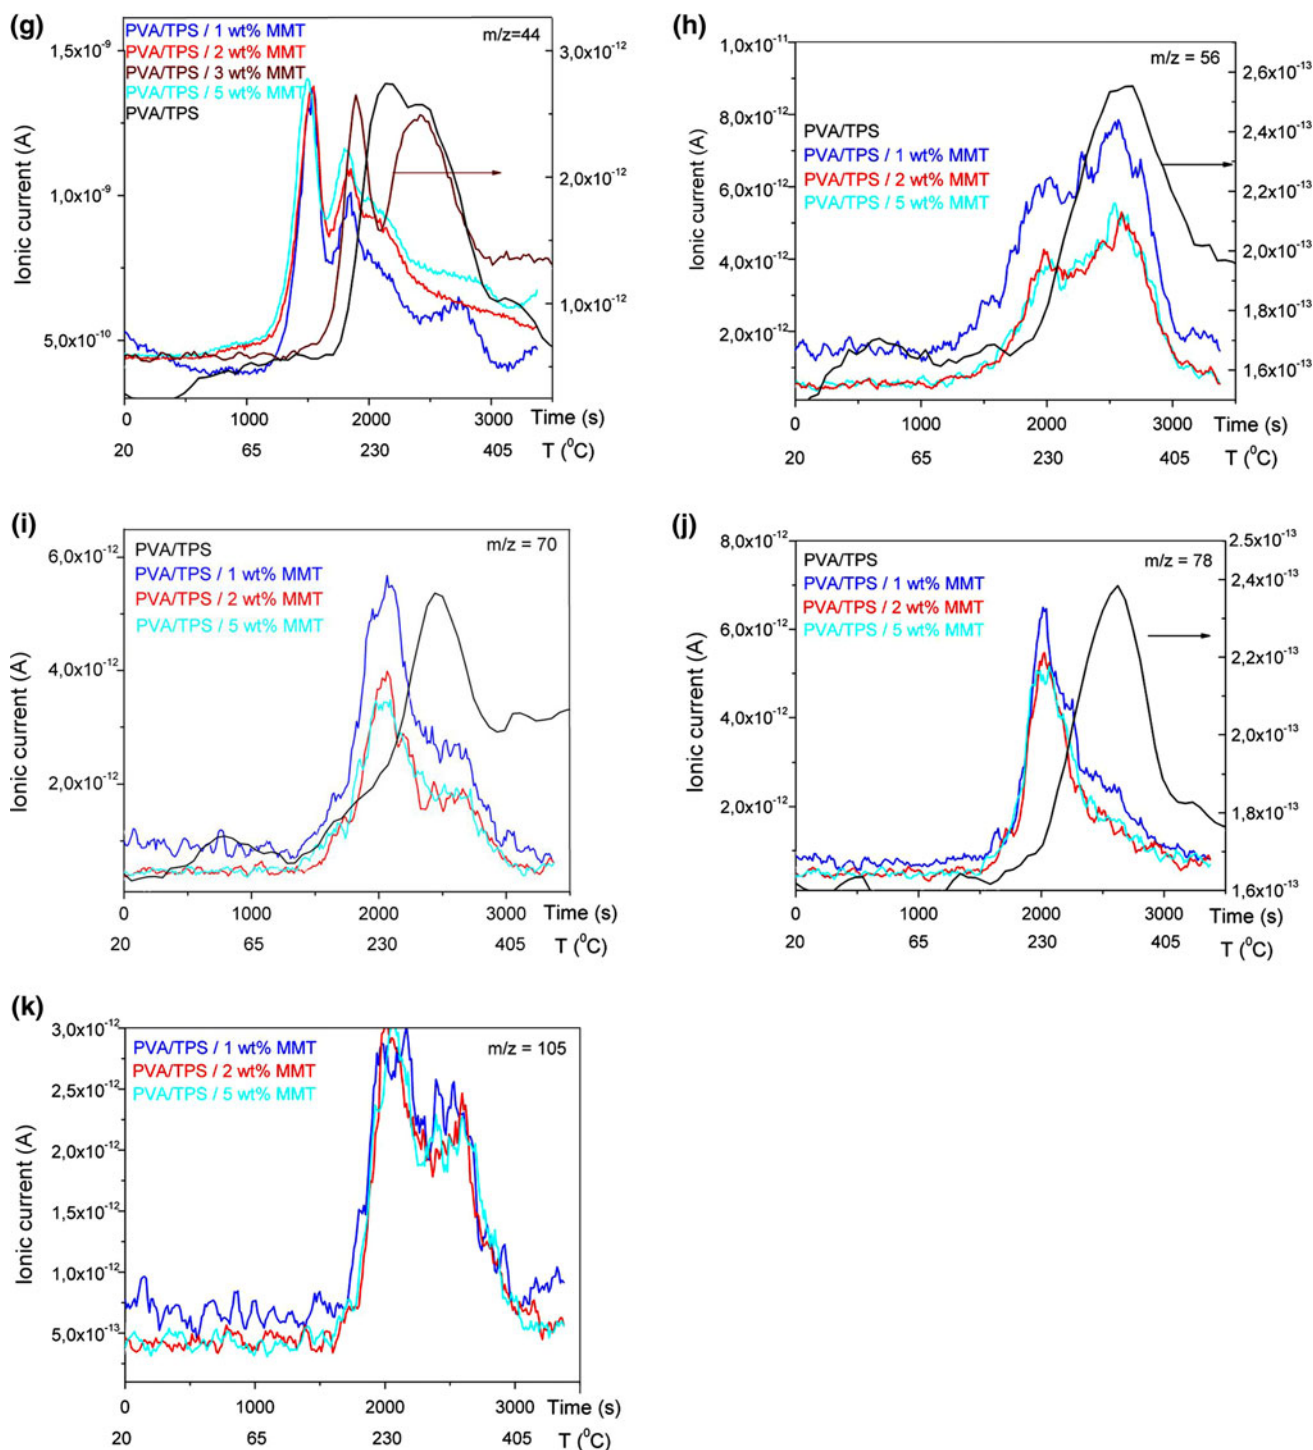 (g)
PVA/TPS / 1 wt% MMT
PVA/TPS / 2 wt% MMT
PVA/TPS / 3 wt% MMT
PVA/TPS / 5 wt% MMT
PVA/TPS
m/z=44
1,5x10⁻⁹
1,0x10⁻⁹
5,0x10⁻¹⁰
3,0x10⁻¹²
2,0x10⁻¹²
1,0x10⁻¹²
Ionic current (A)
0 1000 2000 3000 Time (s)
20 65 230 405 T (⁰C)
(h)
m/z = 56
PVA/TPS
PVA/TPS / 1 wt% MMT
PVA/TPS / 2 wt% MMT
PVA/TPS / 5 wt% MMT
1,0x10⁻¹¹
8,0x10⁻¹²
6,0x10⁻¹²
4,0x10⁻¹²
2,0x10⁻¹²
2,6x10⁻¹³
2,4x10⁻¹³
2,2x10⁻¹³
2,0x10⁻¹³
1,8x10⁻¹³
1,6x10⁻¹³
Ionic current (A)
0 1000 2000 3000 Time (s)
20 65 230 405 T (⁰C)
(i)
PVA/TPS
PVA/TPS / 1 wt% MMT
PVA/TPS / 2 wt% MMT
PVA/TPS / 5 wt% MMT
m/z = 70
6,0x10⁻¹²
4,0x10⁻¹²
2,0x10⁻¹²
Ionic current (A)
0 1000 2000 3000 Time (s)
20 65 230 405 T (⁰C)
(j)
PVA/TPS
PVA/TPS / 1 wt% MMT
PVA/TPS / 2 wt% MMT
PVA/TPS / 5 wt% MMT
m/z = 78
8,0x10⁻¹²
6,0x10⁻¹²
4,0x10⁻¹²
2,0x10⁻¹²
2.5x10⁻¹³
2,4x10⁻¹³
2,2x10⁻¹³
2,0x10⁻¹³
1,8x10⁻¹³
1,6x10⁻¹³
Ionic current (A)
0 1000 2000 3000 Time (s)
20 65 230 405 T (⁰C)
(k)
PVA/TPS / 1 wt% MMT
PVA/TPS / 2 wt% MMT
PVA/TPS / 5 wt% MMT
m/z = 105
3,0x10⁻¹²
2,5x10⁻¹²
2,0x10⁻¹²
1,5x10⁻¹²
1,0x10⁻¹²
5,0x10⁻¹³
Ionic current (A)
0 1000 2000 3000 Time (s)
20 65 230 405 T (⁰C)